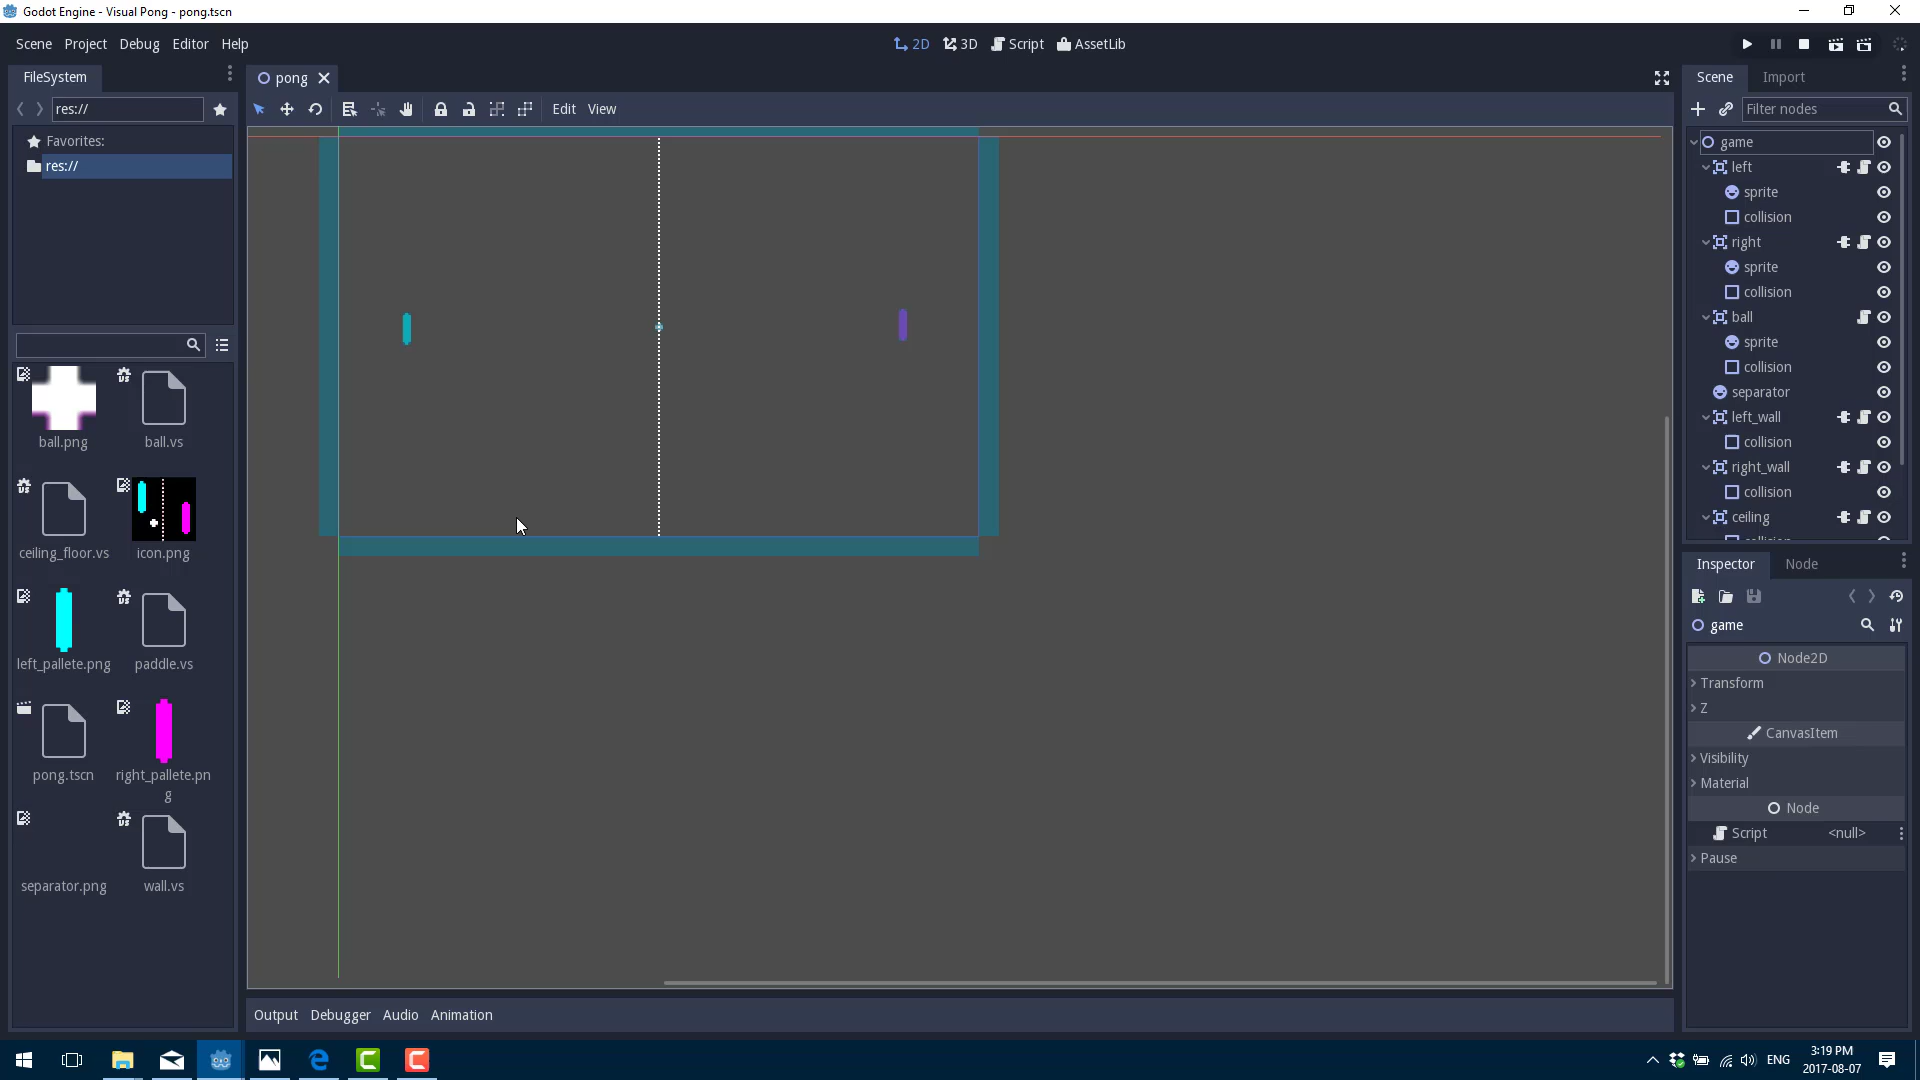 Godot Engine - Visual Pong - pong.tscn
Scene Project Debug Editor Help
2D 3D Script AssetLib
FileSystem
pong
Scene Import
res://
Edit View
Filter nodes
Favorites:
res://
game
left
sprite
collision
right
sprite
collision
ball
sprite
collision
separator
left_wall
collision
right_wall
collision
ceiling
ball.png
ball.vs
ceiling_floor.vs
icon.png
left_pallete.png
paddle.vs
pong.tscn
right_pallete.pn
g
separator.png
wall.vs
Inspector Node
game
Node2D
Transform
Z
CanvasItem
Visibility
Material
Node
Script <null>
Pause
Output Debugger Audio Animation
ENG
3:19 PM
2017-08-07